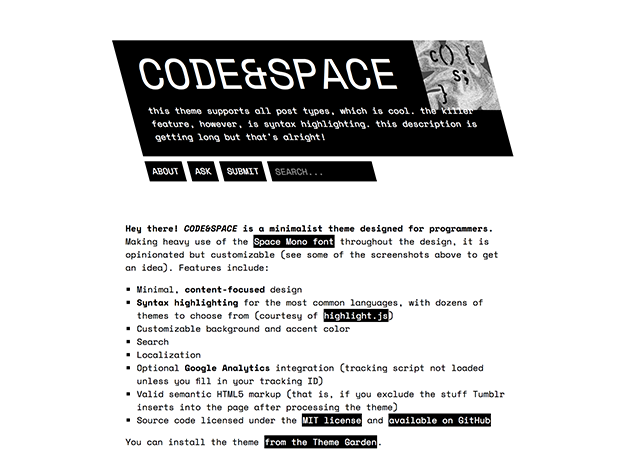 CODE&SPACE
c() {
s;
}
this theme supports all post types, which is cool. the killer
feature, however, is syntax highlighting. this description is
getting long but that's alright!
ABOUT ASK SUBMIT SEARCH...
Hey there! CODE&SPACE is a minimalist theme designed for programmers.
Making heavy use of the Space Mono font throughout the design, it is
opinionated but customizable (see some of the screenshots above to get
an idea). Features include:
▪ Minimal, content-focused design
▪ Syntax highlighting for the most common languages, with dozens of
themes to choose from (courtesy of highlight.js)
▪ Customizable background and accent color
▪ Search
▪ Localization
▪ Optional Google Analytics integration (tracking script not loaded
unless you fill in your tracking ID)
▪ Valid semantic HTML5 markup (that is, if you exclude the stuff Tumblr
inserts into the page after processing the theme)
▪ Source code licensed under the MIT license and available on GitHub
You can install the theme from the Theme Garden.